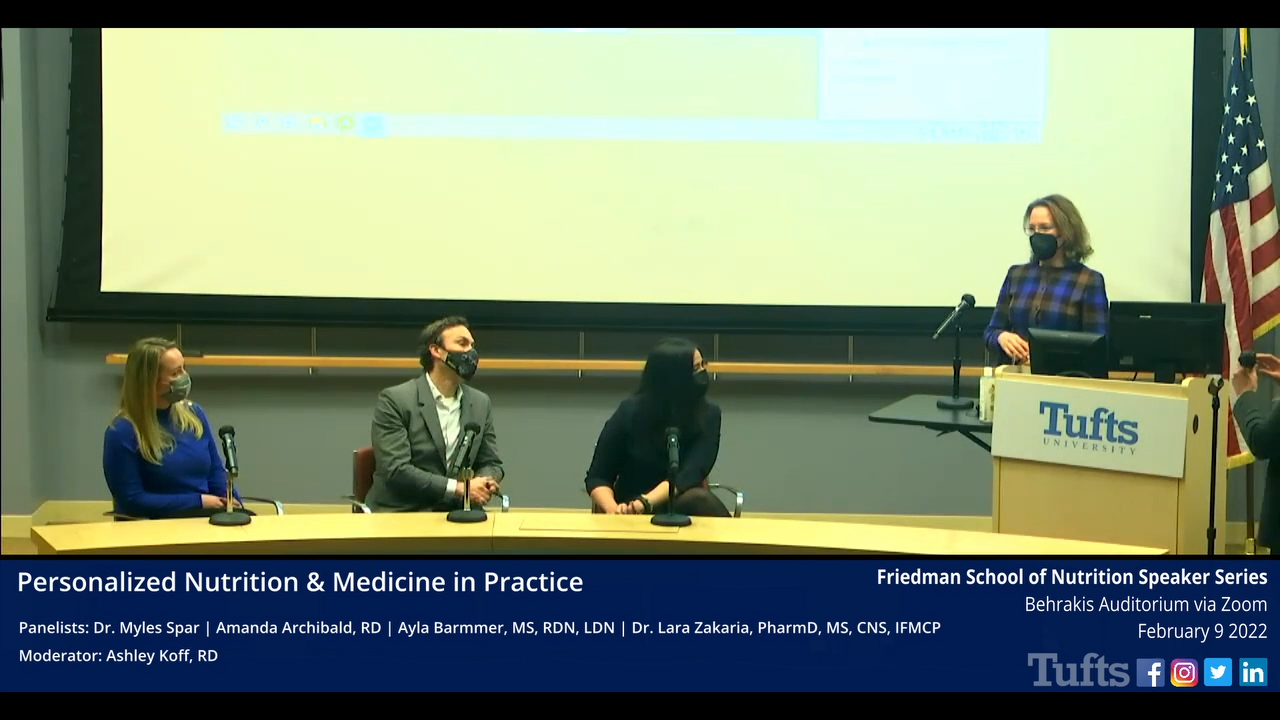 Tufts
UNIVERSITY
Personalized Nutrition & Medicine in Practice
Panelists: Dr. Myles Spar | Amanda Archibald, RD | Ayla Barmmer, MS, RDN, LDN | Dr. Lara Zakaria, PharmD, MS, CNS, IFMCP
Moderator: Ashley Koff, RD
Friedman School of Nutrition Speaker Series
Behrakis Auditorium via Zoom
February 9 2022
Tufts